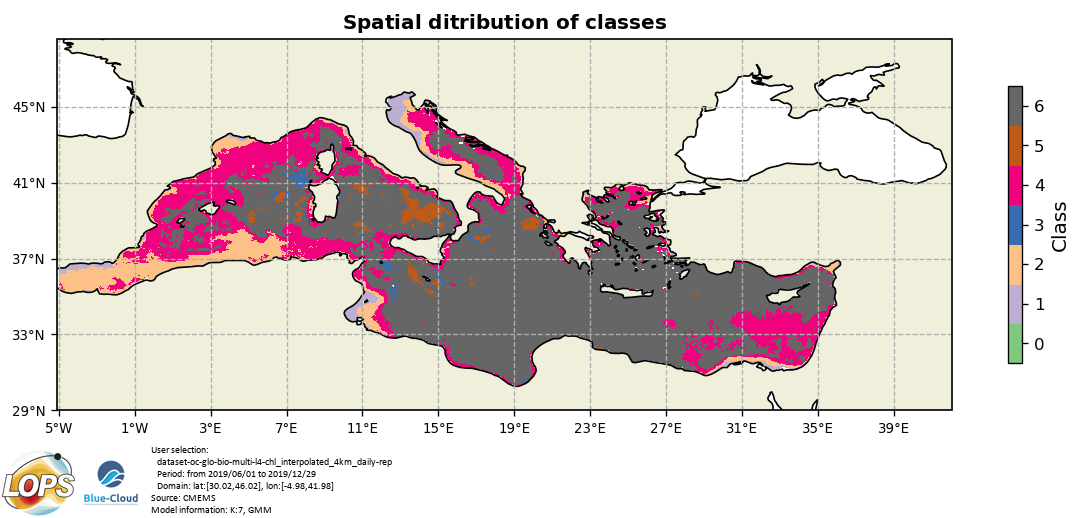 Spatial ditribution of classes
45°N
41°N
37°N
33°N
29°N
5°W 1°W 3°E 7°E 11°E 15°E 19°E 23°E 27°E 31°E 35°E 39°E
6
5
4
3
2
1
0
Class
LOPS
Blue-Cloud
User selection:
dataset-oc-glo-bio-multi-l4-chl_interpolated_4km_daily-rep
Period: from 2019/06/01 to 2019/12/29
Domain: lat:[30.02,46.02], lon:[-4.98,41.98]
Source: CMEMS
Model information: K:7, GMM